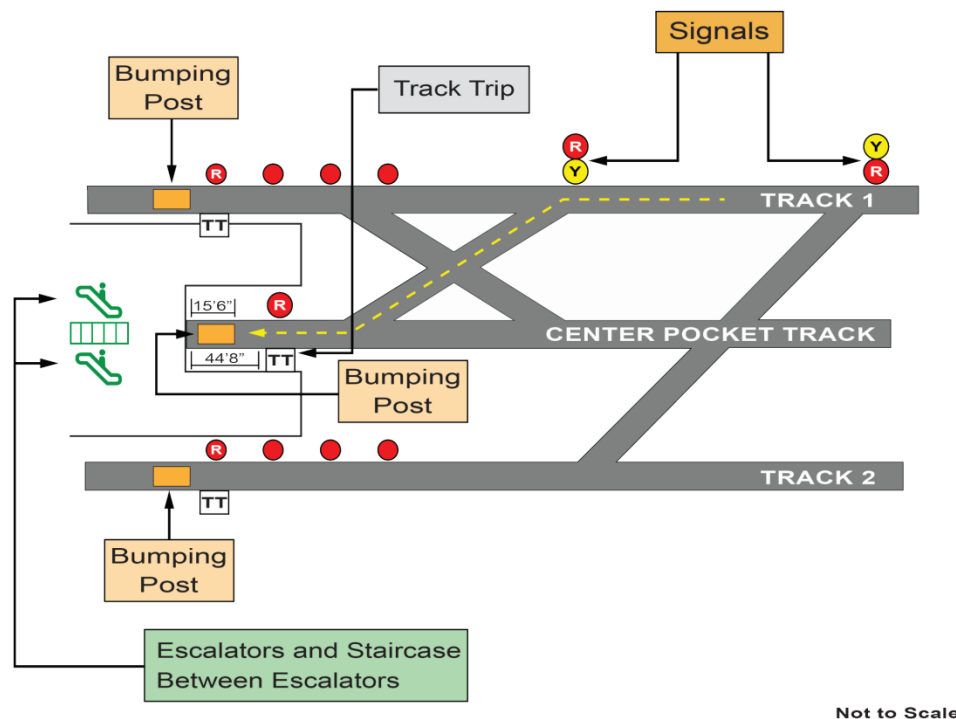 Signals
Bumping
Post
Track Trip
R
Y
Y
R
R
TRACK 1
TT
15'6"
R
CENTER POCKET TRACK
44'8"
TT
Bumping
Post
R
TRACK 2
TT
Bumping
Post
Escalators and Staircase
Between Escalators
Not to Scale